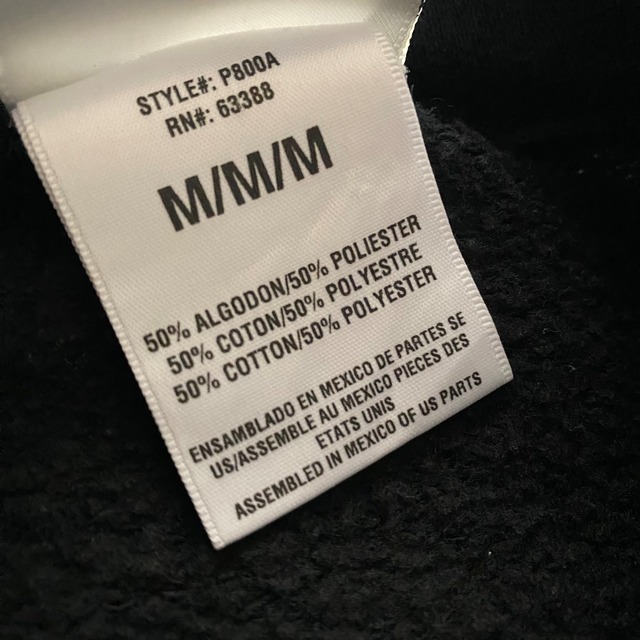 STYLE#: P800A
RN#: 63388
M/M/M
50% ALGODON/50% POLIESTER
50% COTON/50% POLYESTRE
50% COTTON/50% POLYESTER
ENSAMBLADO EN MEXICO DE PARTES SE
US/ASSEMBLE AU MEXICO PIECES DES
ETATS UNIS
ASSEMBLED IN MEXICO OF US PARTS